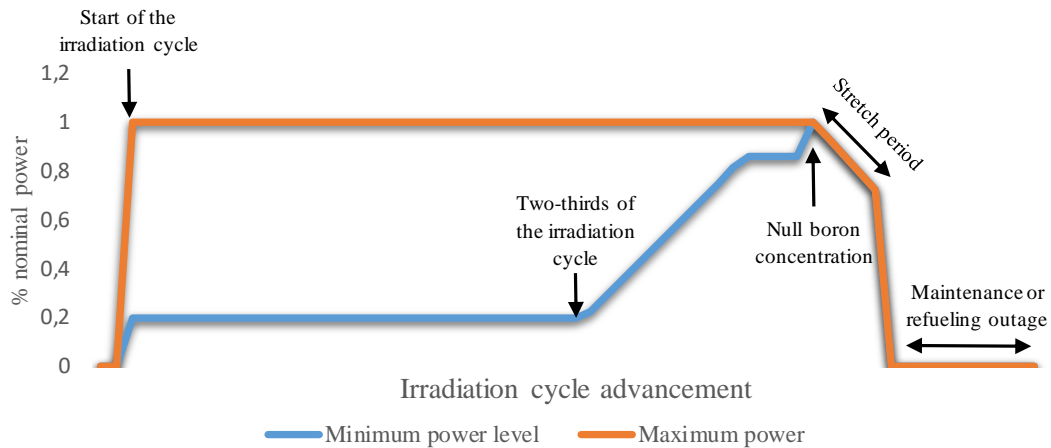 Start of the
irradiation cycle
1,2
1
0,8
0,6
0,4
0,2
0
% nominal power
Stretch period
Two-thirds of
the irradiation
cycle
Null boron
concentration
Maintenance or
refueling outage
Irradiation cycle advancement
Minimum power level
Maximum power